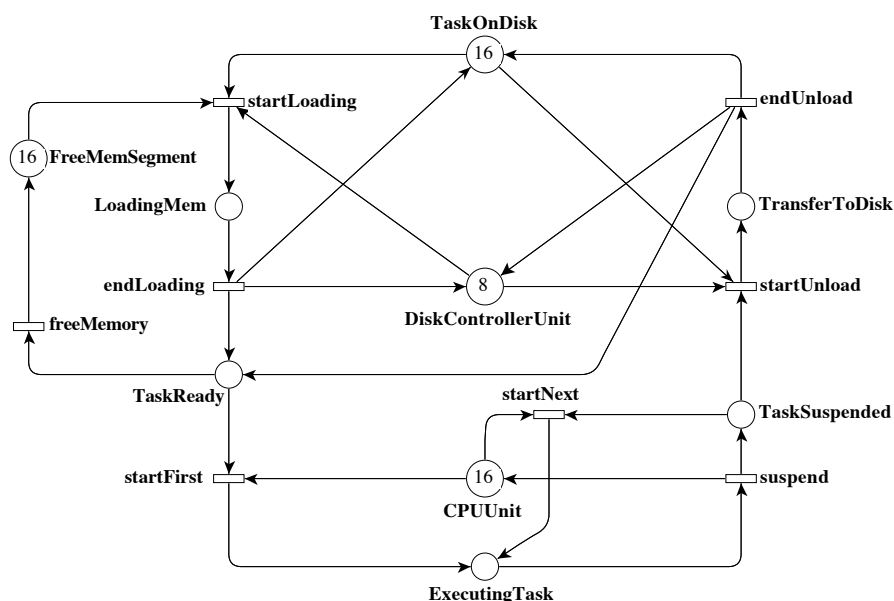 TaskOnDisk
16
startLoading
endUnload
16
FreeMemSegment
LoadingMem
TransferToDisk
endLoading
8
startUnload
DiskControllerUnit
freeMemory
TaskReady
startNext
TaskSuspended
startFirst
16
suspend
CPUUnit
ExecutingTask